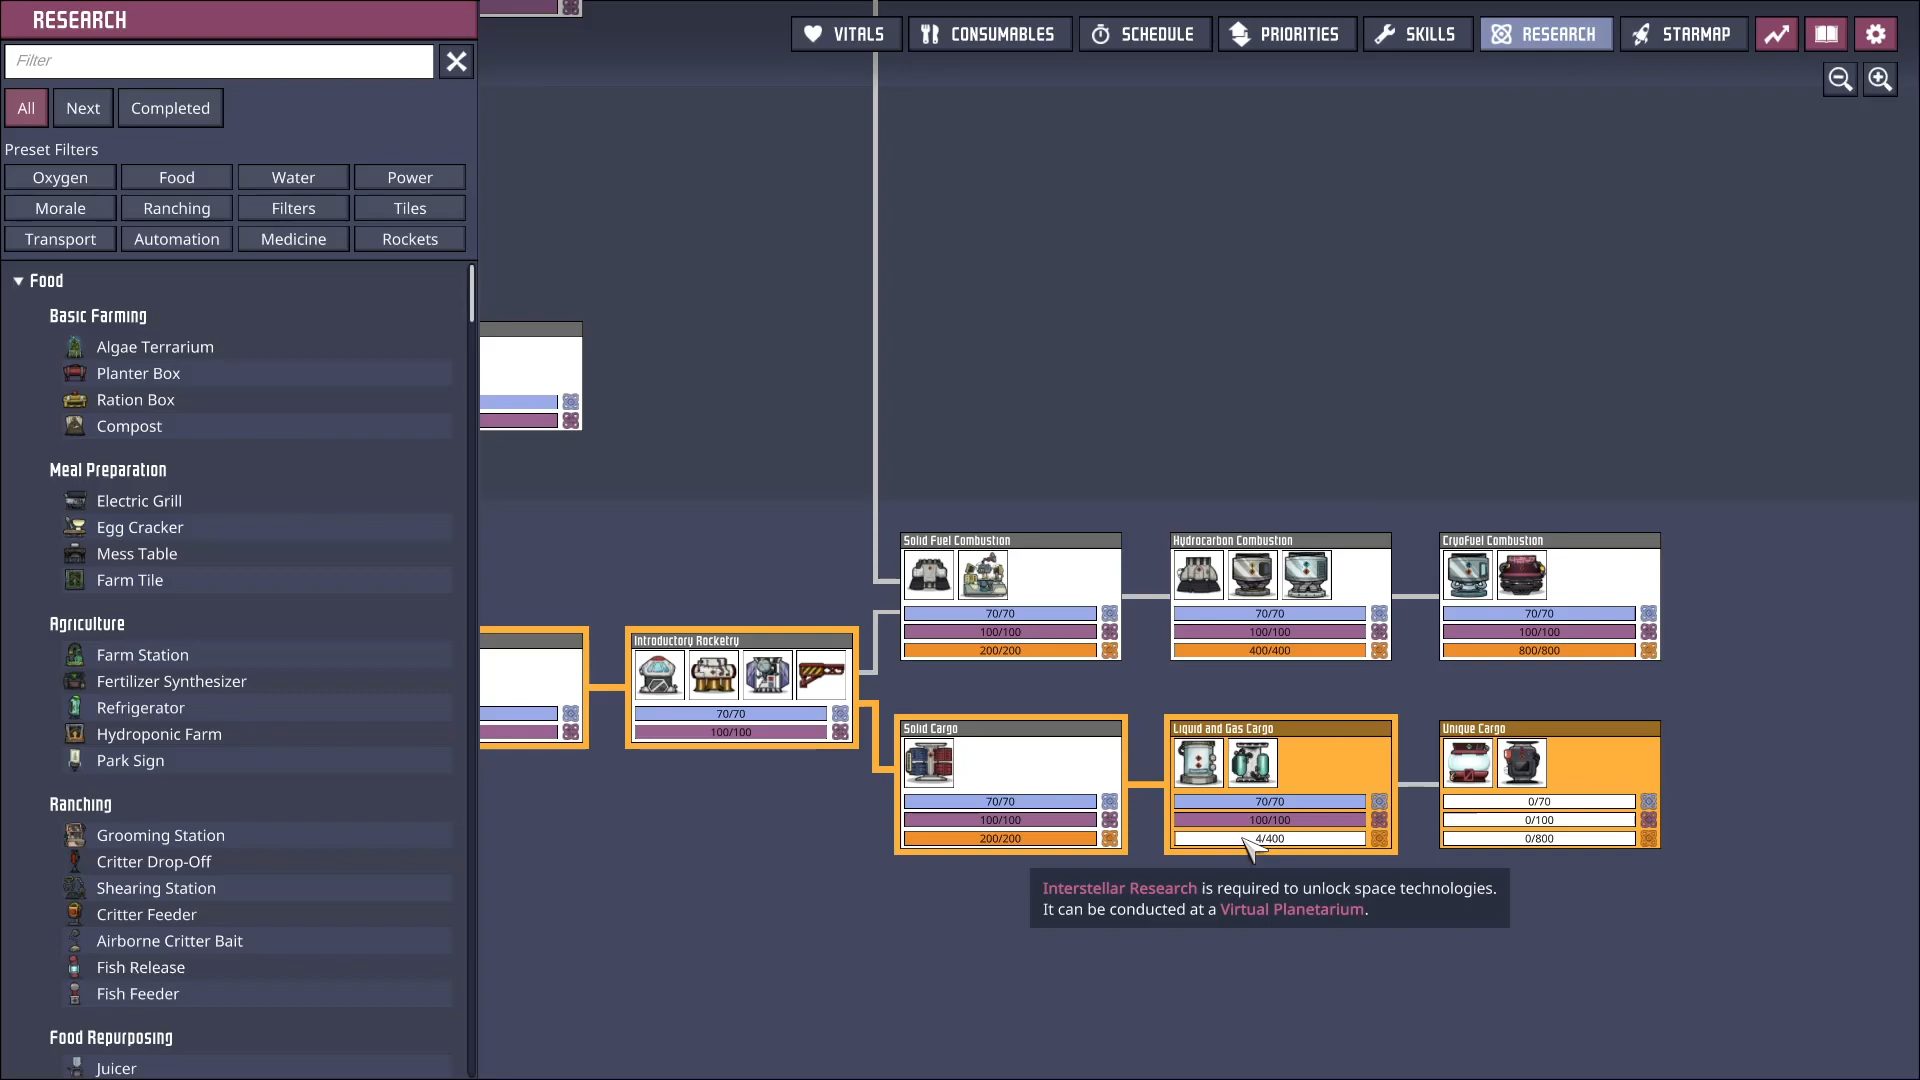 RESEARCH
Filter
All
Next
Completed
Preset Filters
Oxygen
Food
Water
Power
Morale
Ranching
Filters
Tiles
Transport
Automation
Medicine
Rockets
Food
Basic Farming
Algae Terrarium
Planter Box
Ration Box
Compost
Meal Preparation
Electric Grill
Egg Cracker
Mess Table
Farm Tile
Agriculture
Farm Station
Fertilizer Synthesizer
Refrigerator
Hydroponic Farm
Park Sign
Ranching
Grooming Station
Critter Drop-Off
Shearing Station
Critter Feeder
Airborne Critter Bait
Fish Release
Fish Feeder
Food Repurposing
Juicer
VITALS
CONSUMABLES
SCHEDULE
PRIORITIES
SKILLS
RESEARCH
STARMAP
Solid Fuel Combustion
70/70
100/100
200/200
Hydrocarbon Combustion
70/70
100/100
400/400
CryoFuel Combustion
70/70
100/100
800/800
Introductory Rocketry
70/70
100/100
Solid Cargo
70/70
100/100
200/200
Liquid and Gas Cargo
70/70
100/100
4/400
Unique Cargo
0/70
0/100
0/800
Interstellar Research is required to unlock space technologies.
It can be conducted at a Virtual Planetarium.